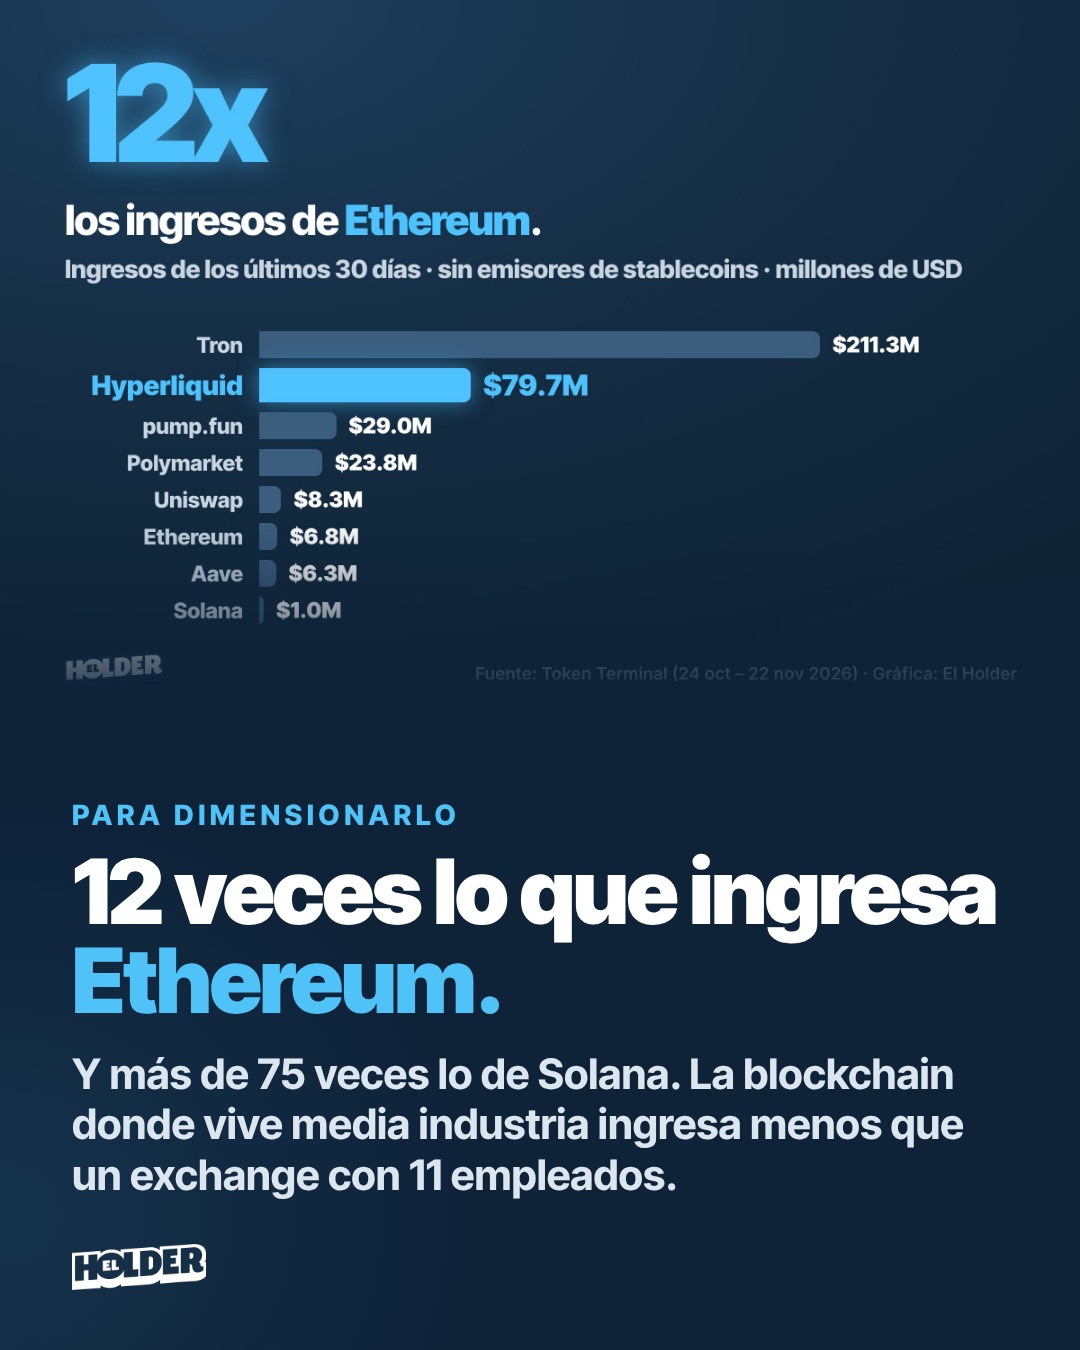 12x
los ingresos de Ethereum.
Ingresos de los últimos 30 días · sin emisores de stablecoins · millones de USD
Tron $211.3M
Hyperliquid $79.7M
pump.fun $29.0M
Polymarket $23.8M
Uniswap $8.3M
Ethereum $6.8M
Aave $6.3M
Solana $1.0M
EL HOLDER
Fuente: Token Terminal (24 oct – 22 nov 2026) · Gráfica: El Holder
PARA DIMENSIONARLO
12 veces lo que ingresa
Ethereum.
Y más de 75 veces lo de Solana. La blockchain
donde vive media industria ingresa menos que
un exchange con 11 empleados.
EL HOLDER